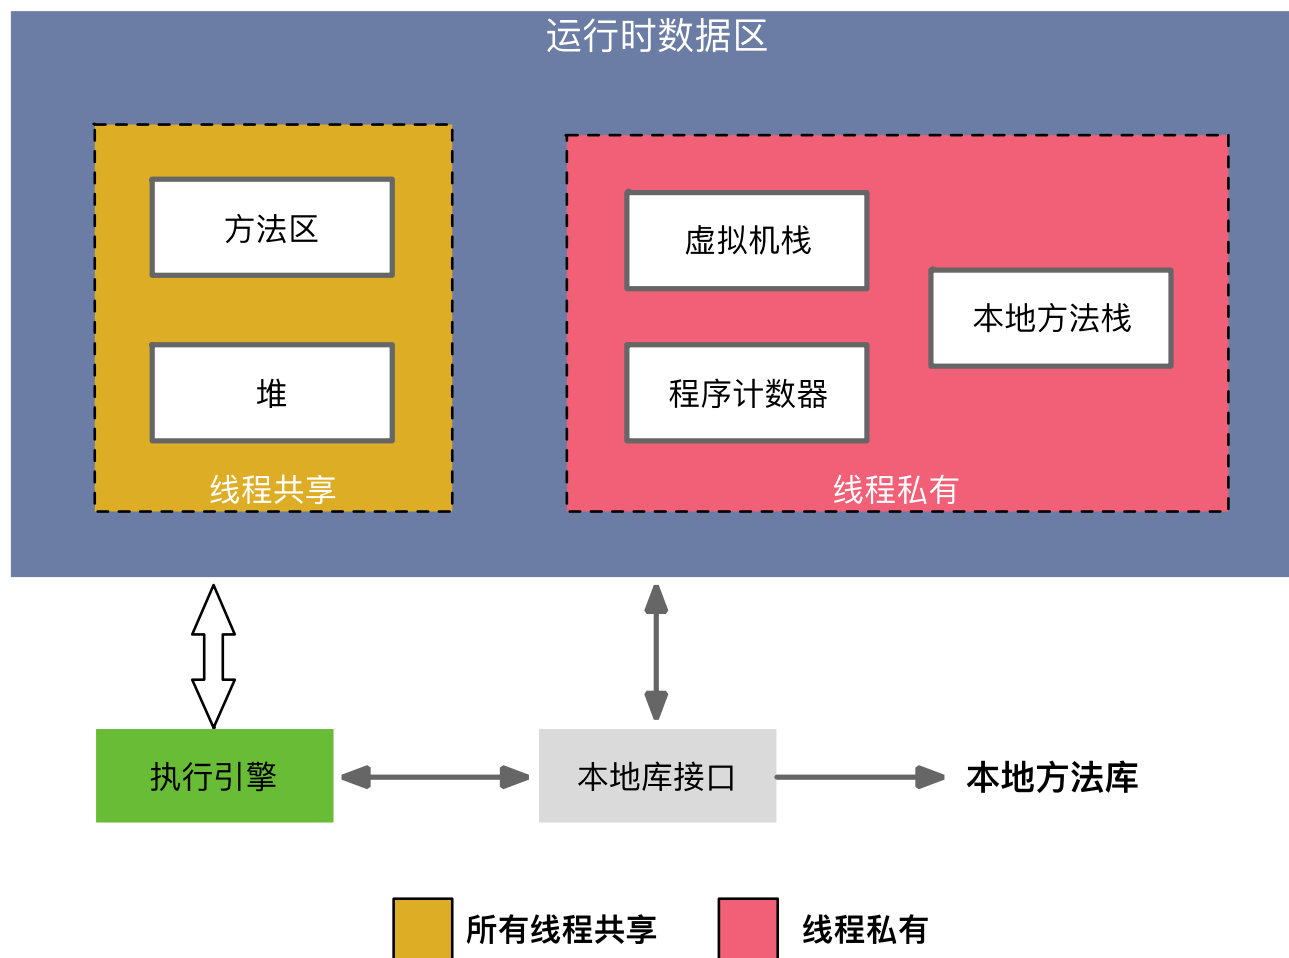 运行时数据区
方法区
堆
线程共享
虚拟机栈
本地方法栈
程序计数器
线程私有
执行引擎
本地库接口
本地方法库
所有线程共享
线程私有